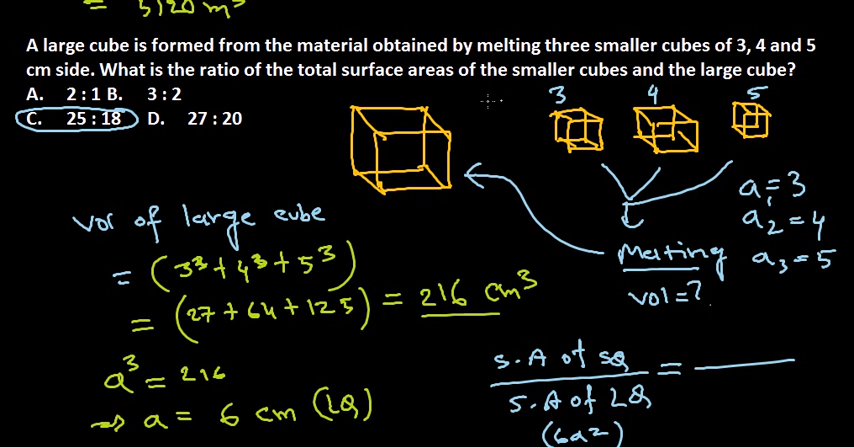 = 5120 m³
A large cube is formed from the material obtained by melting three smaller cubes of 3, 4 and 5
cm side. What is the ratio of the total surface areas of the smaller cubes and the large cube?
A. 2 : 1 B. 3 : 2
C. 25 : 18 D. 27 : 20
3 4 5
a₁ = 3
a₂ = 4
a₃ = 5
Melting
vol = ?
Vol of large cube
= (3³ + 4³ + 5³)
= (27 + 64 + 125) = 216 cm³
a³ = 216
⇒ a = 6 cm (LQ)
S.A of SQ =
S.A of LQ
(6a²)